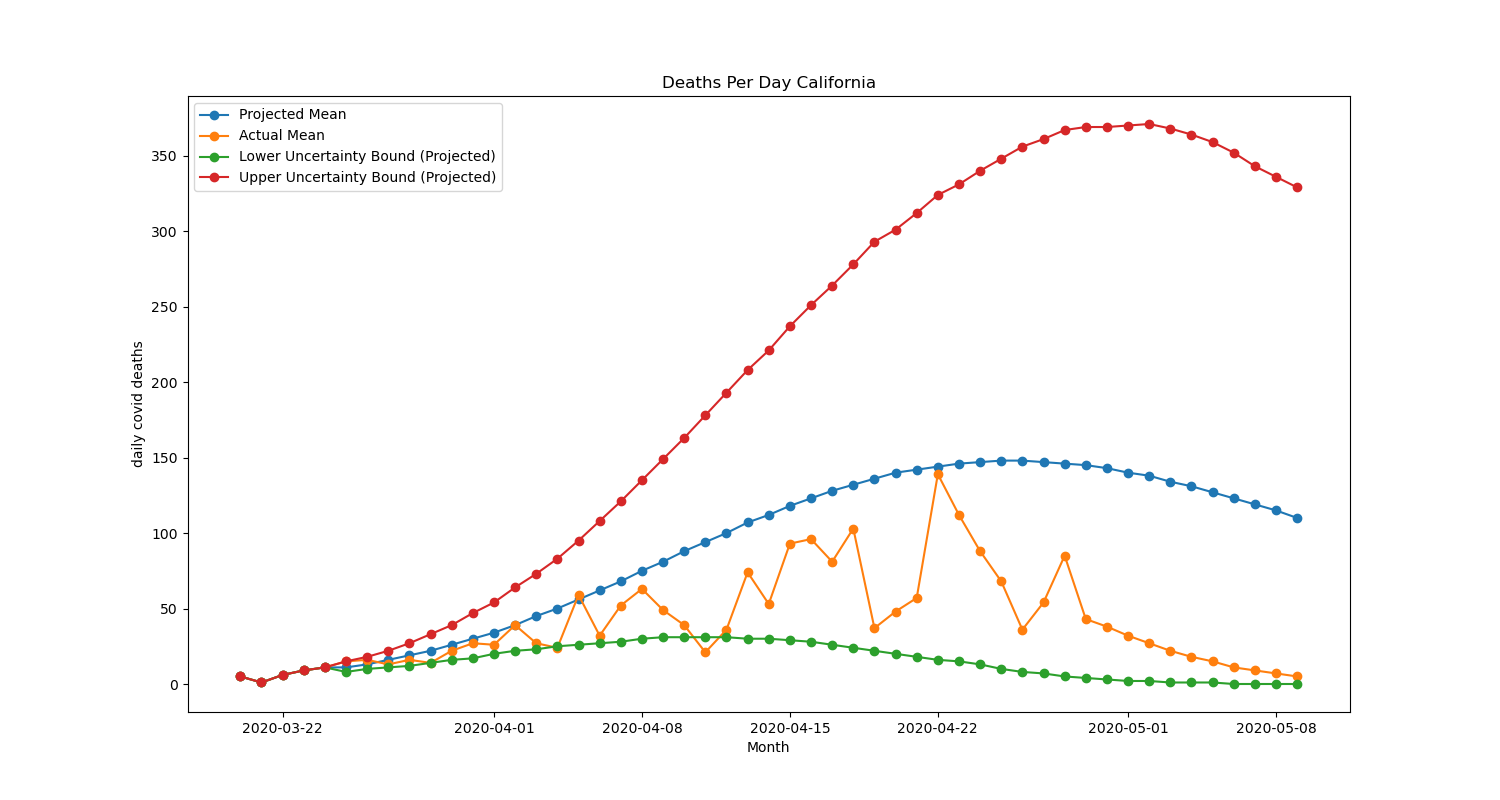 Deaths Per Day California
Projected Mean
Actual Mean
Lower Uncertainty Bound (Projected)
Upper Uncertainty Bound (Projected)
350
300
250
200
150
100
50
0
daily covid deaths
2020-03-22 2020-04-01 2020-04-08 2020-04-15 2020-04-22 2020-05-01 2020-05-08
Month